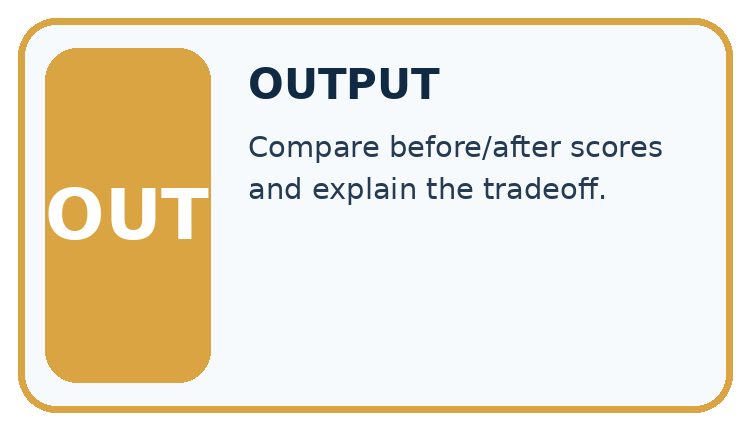 OUT
OUTPUT
Compare before/after scores
and explain the tradeoff.